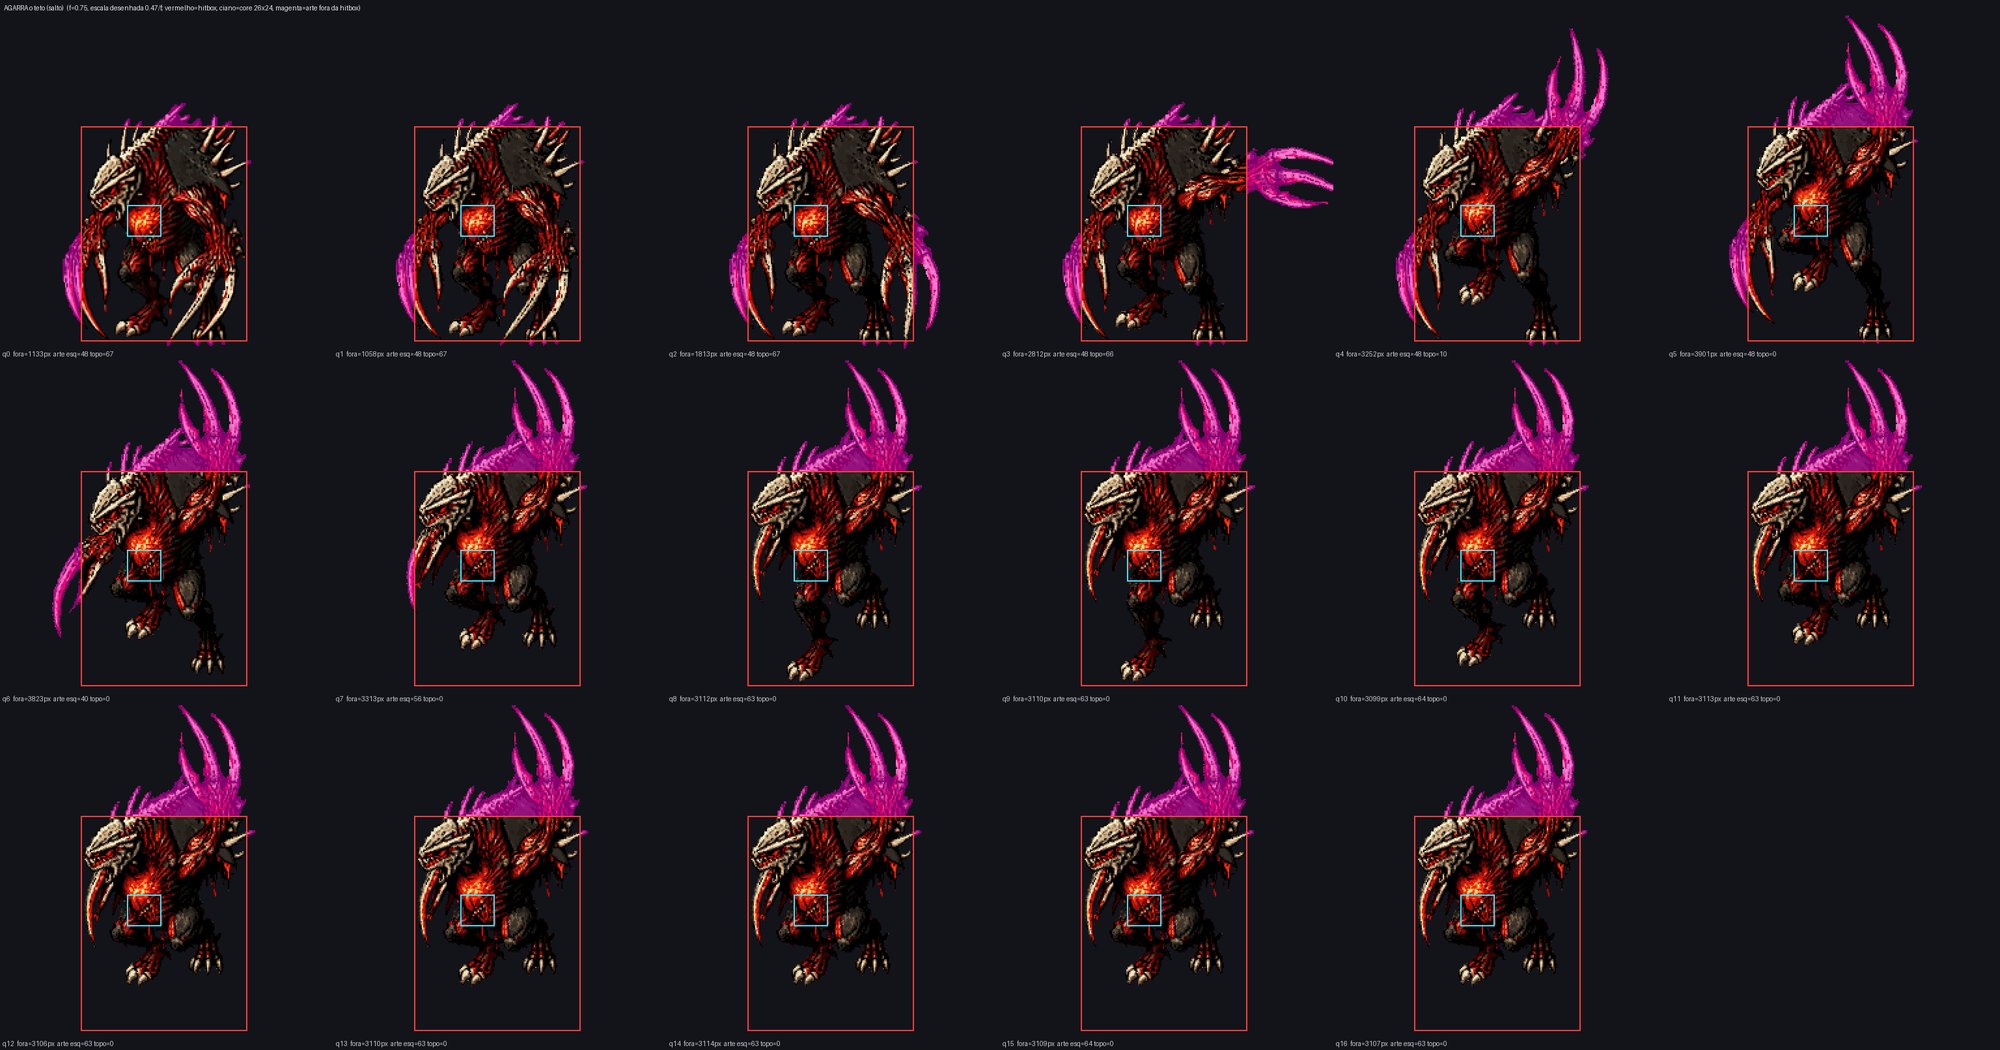 AGARRA o teto (salto)  (f=0.75, escala desenhada 0.47/f; vermelho=hitbox, ciano=core 26x24, magenta=arte fora da hitbox)
q0 fora=1133px arte esq=48 topo=67
q1 fora=1058px arte esq=48 topo=67
q2 fora=1813px arte esq=48 topo=67
q3 fora=2812px arte esq=48 topo=66
q4 fora=3252px arte esq=48 topo=10
q5 fora=3901px arte esq=48 topo=0
q6 fora=3823px arte esq=40 topo=0
q7 fora=3313px arte esq=56 topo=0
q8 fora=3112px arte esq=63 topo=0
q9 fora=3110px arte esq=63 topo=0
q10 fora=3099px arte esq=64 topo=0
q11 fora=3113px arte esq=63 topo=0
q12 fora=3106px arte esq=63 topo=0
q13 fora=3110px arte esq=63 topo=0
q14 fora=3114px arte esq=63 topo=0
q15 fora=3109px arte esq=64 topo=0
q16 fora=3107px arte esq=63 topo=0